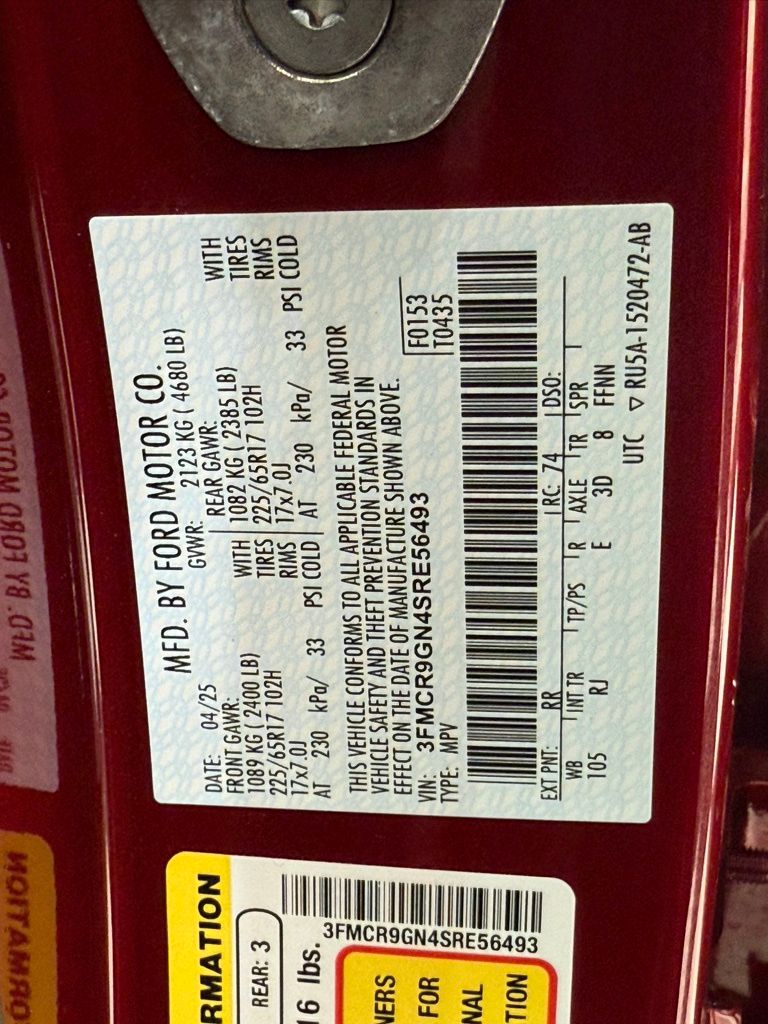 MFD. BY FORD MOTOR CO.
DATE: 04/25 GVWR: 2123 KG ( 4680 LB)
FRONT GAWR: REAR GAWR:
1089 KG ( 2400 LB) WITH 1082 KG ( 2385 LB) WITH
225/65R17 102H TIRES 225/65R17 102H TIRES
17x7.0J RIMS 17x7.0J RIMS
AT 230 kPa/ 33 PSI COLD AT 230 kPa/ 33 PSI COLD
THIS VEHICLE CONFORMS TO ALL APPLICABLE FEDERAL MOTOR
VEHICLE SAFETY AND THEFT PREVENTION STANDARDS IN
EFFECT ON THE DATE OF MANUFACTURE SHOWN ABOVE.
VIN: 3FMCR9GN4SRE56493 F0153
TYPE: MPV T0435
EXT PNT: RR RC: 74 DSO:
WB INT TR TP/PS R AXLE TR SPR
105 RJ E 3D 8 FFNN
UTC ▽ RU5A-1520472-AB
RMATION
REAR: 3
16 lbs.
3FMCR9GN4SRE56493
NERS
FOR
NAL
TION
MFD. BY FORD MOTOR CO
ORMATION